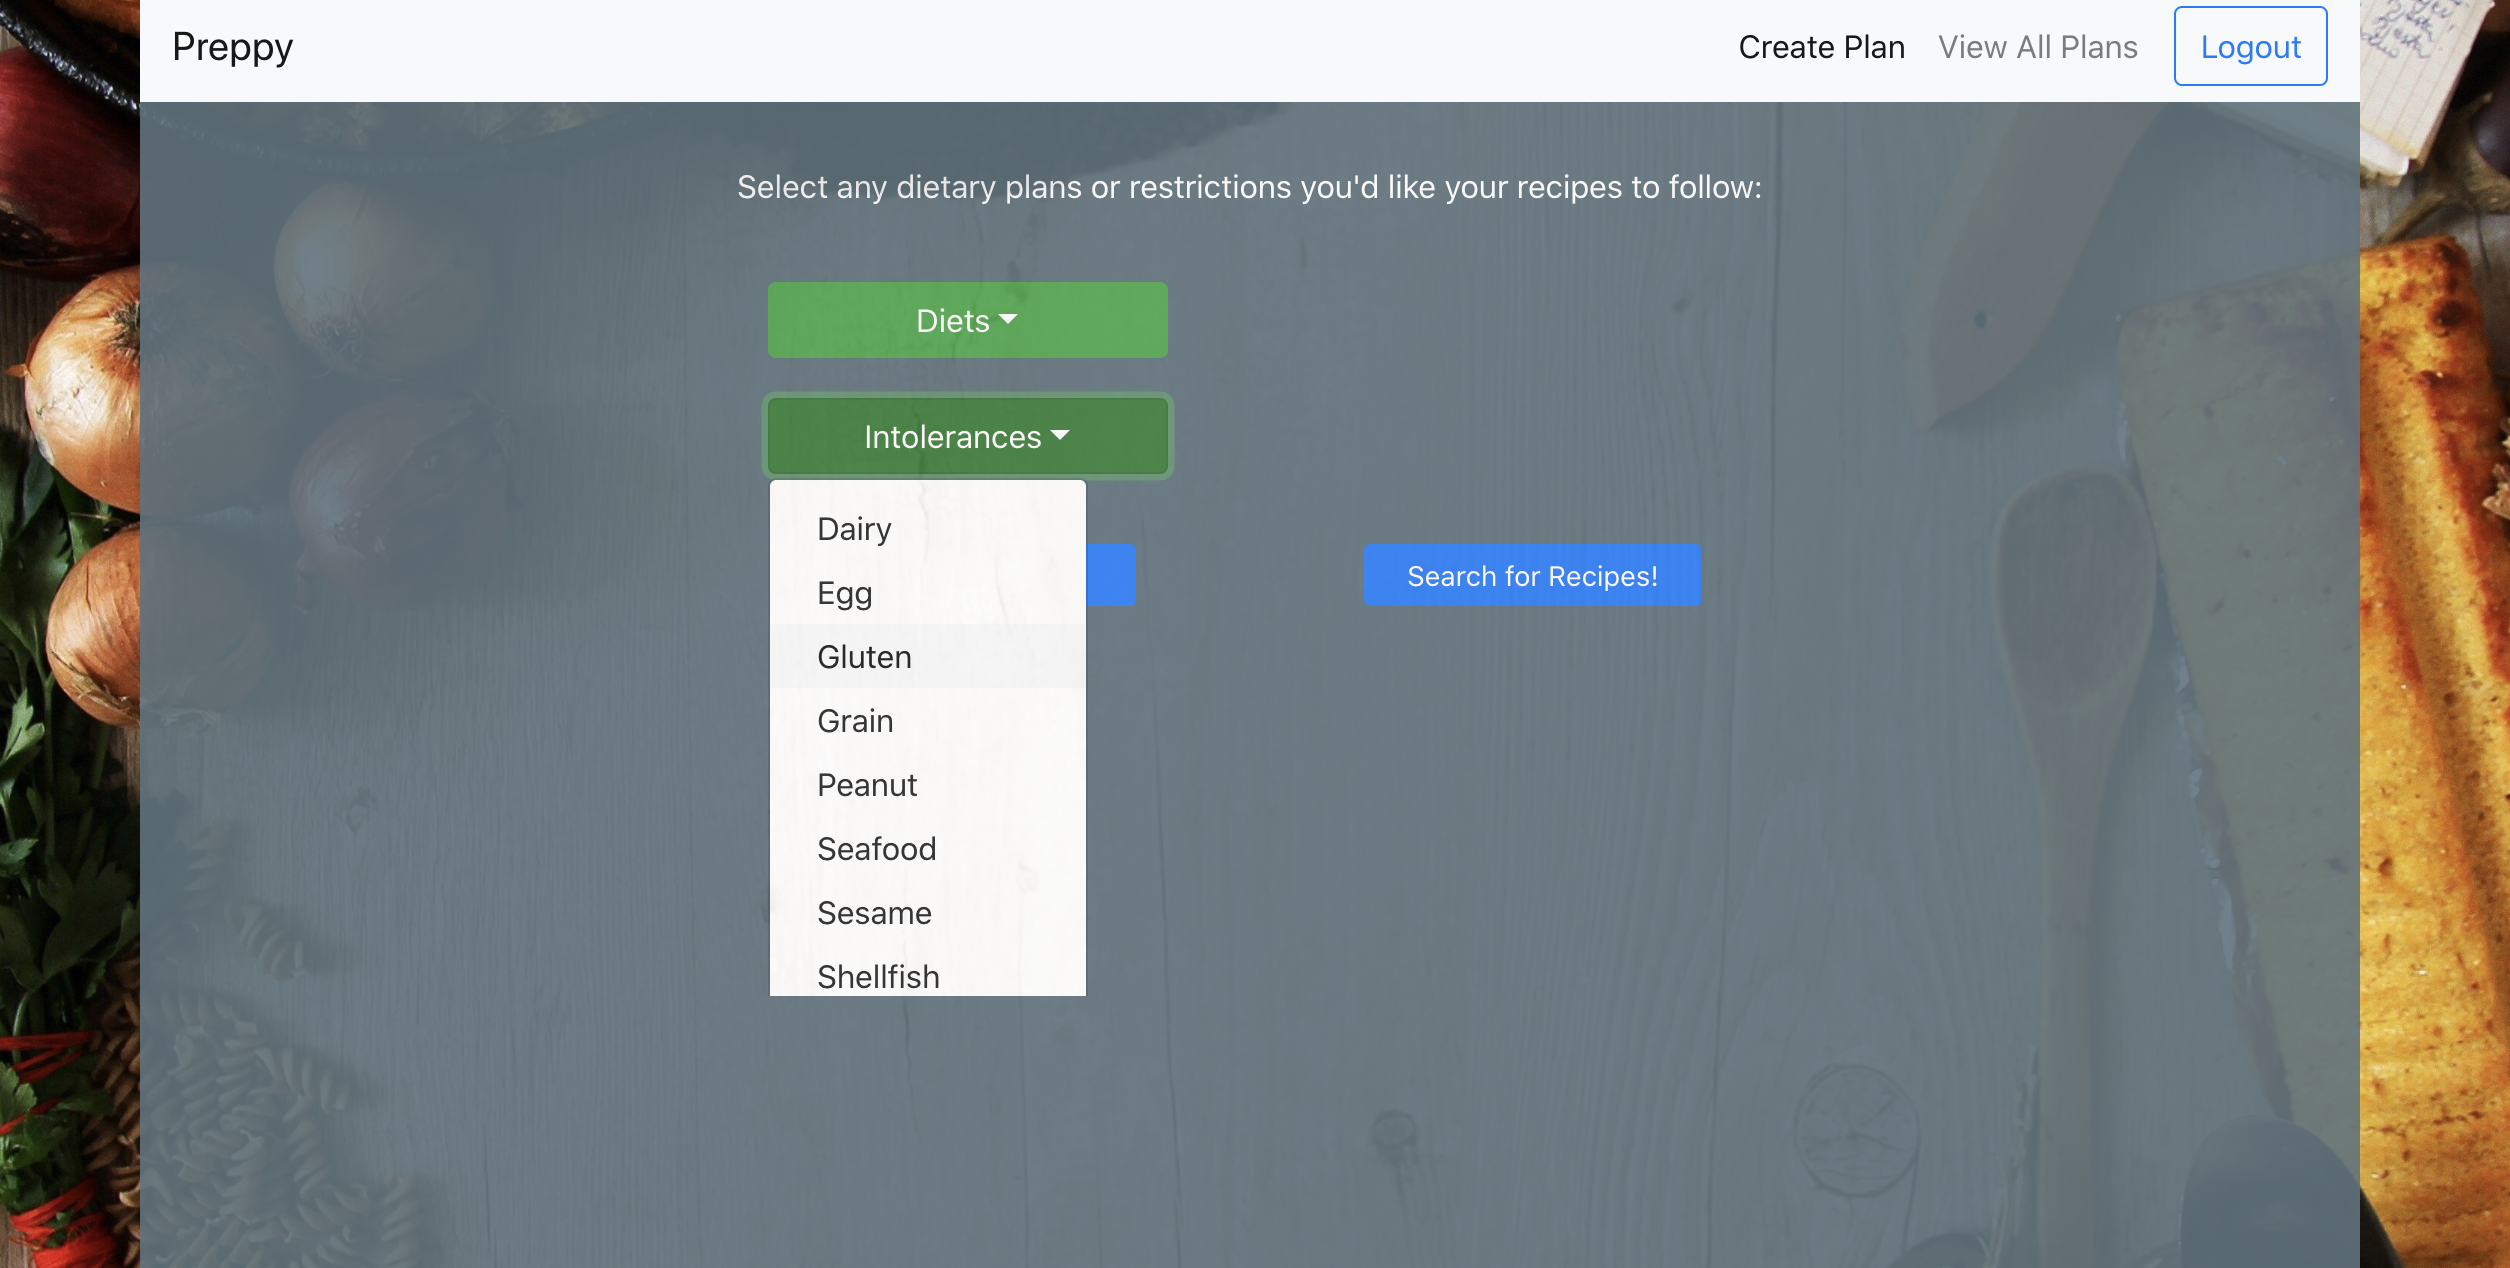 Preppy
Create Plan
View All Plans
Logout
Select any dietary plans or restrictions you'd like your recipes to follow:
Diets
Intolerances
Dairy
Egg
Gluten
Grain
Peanut
Seafood
Sesame
Shellfish
Search for Recipes!